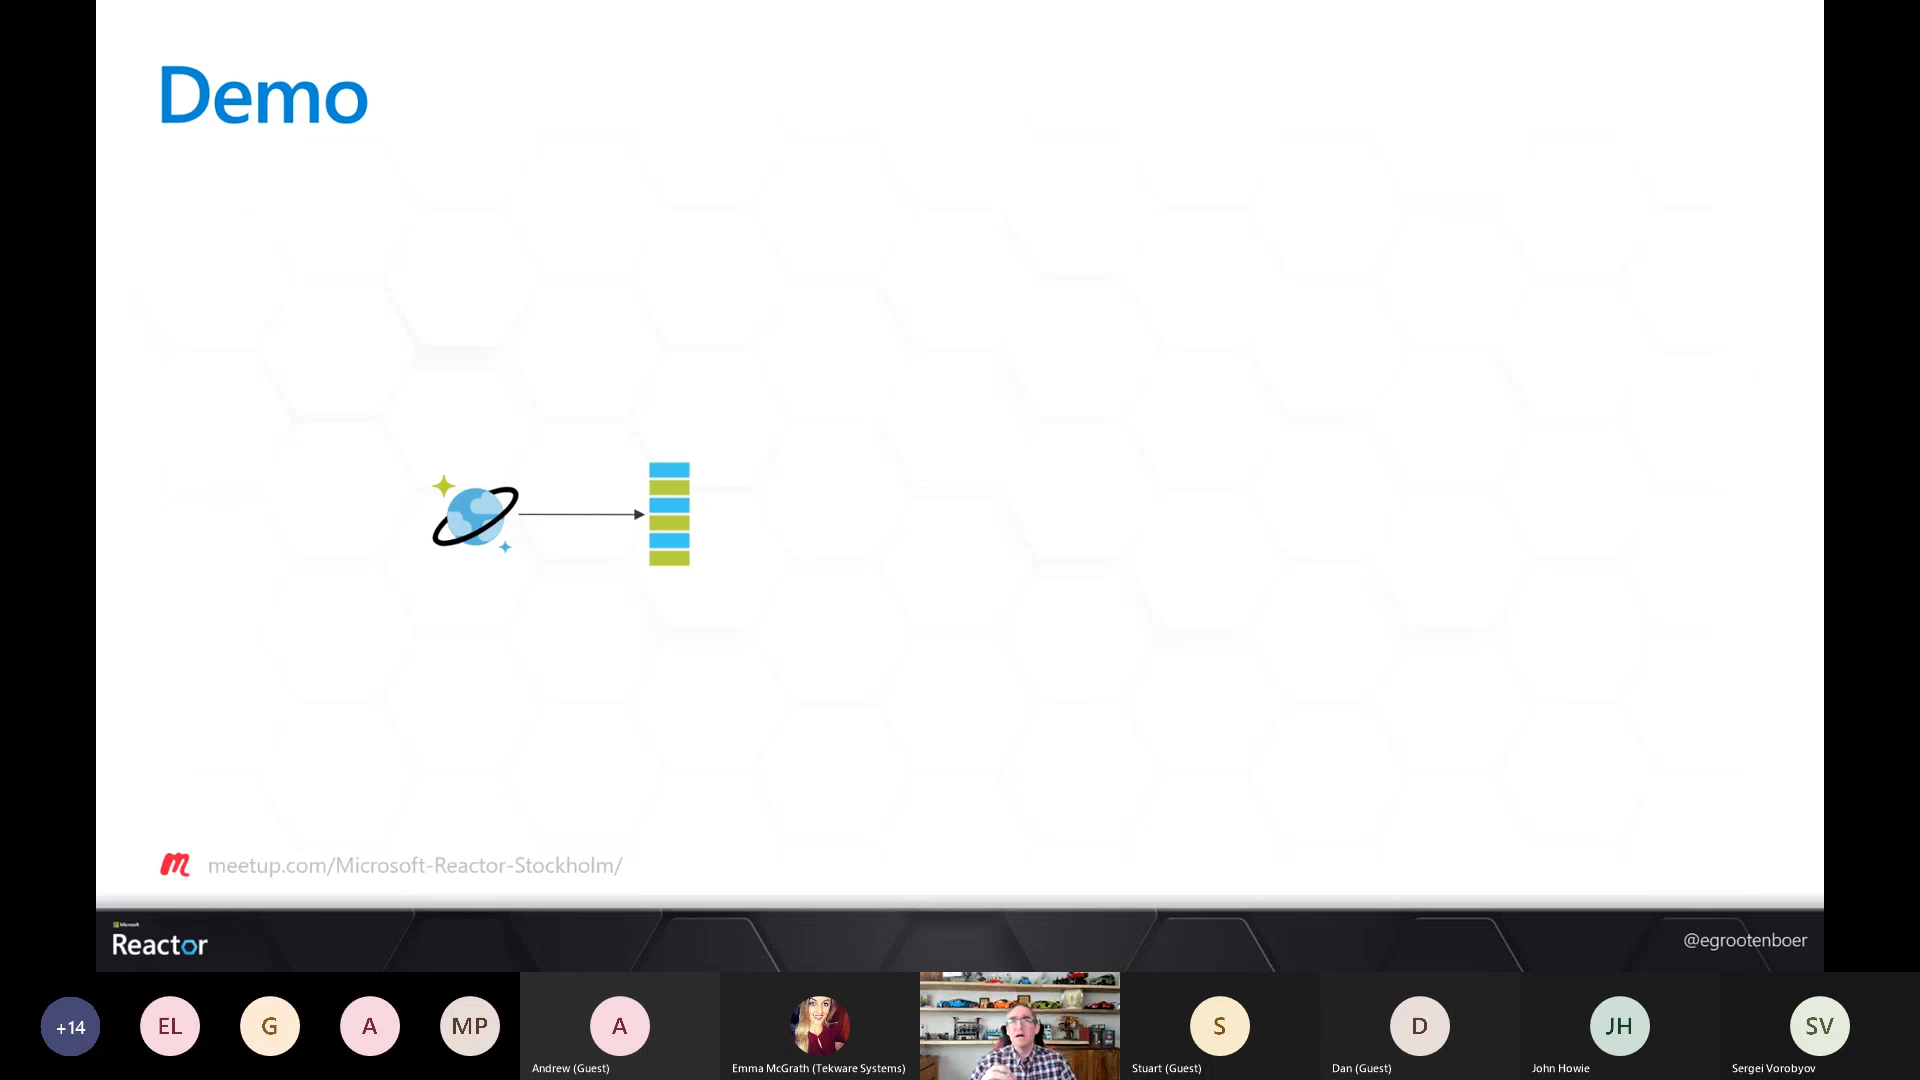 Demo
meetup.com/Microsoft-Reactor-Stockholm/
Microsoft
Reactor
@egrootenboer
+14
EL
G
A
MP
A
S
D
JH
SV
Andrew (Guest)
Emma McGrath (Tekware Systems)
Stuart (Guest)
Dan (Guest)
John Howie
Sergei Vorobyov